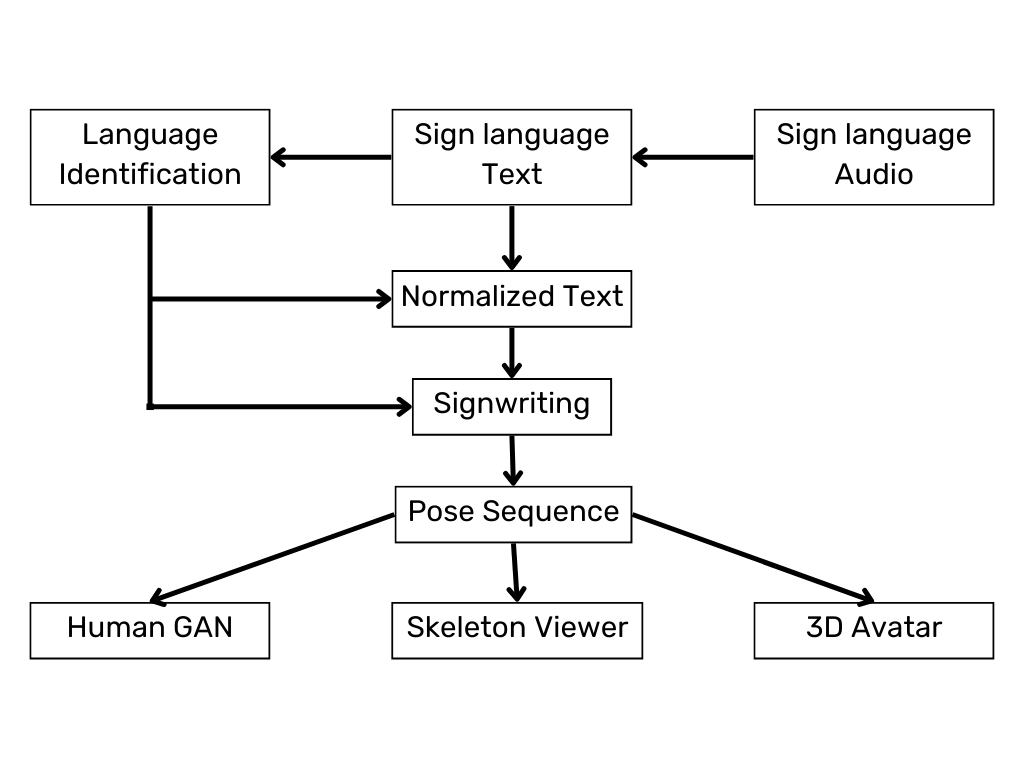 Language
Identification
Sign language
Text
Sign language
Audio
Normalized Text
Signwriting
Pose Sequence
Human GAN
Skeleton Viewer
3D Avatar